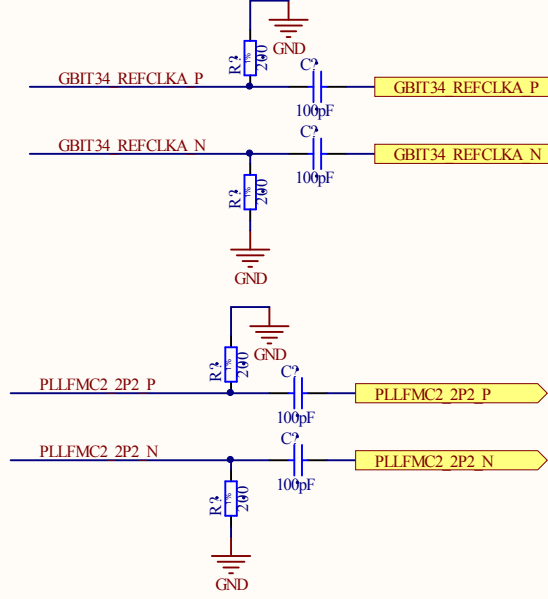 GND
R?
1%
200
C?
GBIT34_REFCLKA_P
GBIT34_REFCLKA_P
100pF
C?
GBIT34_REFCLKA_N
GBIT34_REFCLKA_N
100pF
R?
1%
200
GND
GND
R?
1%
200
C?
PLLFMC2_2P2_P
PLLFMC2_2P2_P
100pF
C?
PLLFMC2_2P2_N
PLLFMC2_2P2_N
100pF
R?
1%
200
GND